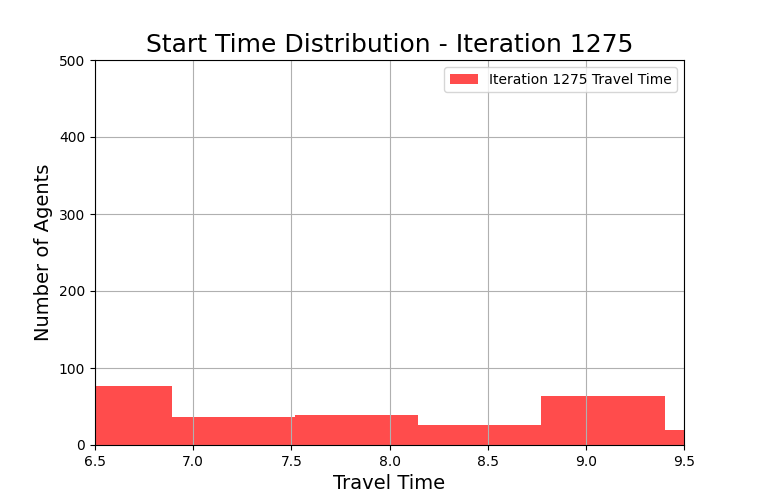 Start Time Distribution - Iteration 1275
Iteration 1275 Travel Time
Number of Agents
500
400
300
200
100
0
6.5 7.0 7.5 8.0 8.5 9.0 9.5
Travel Time